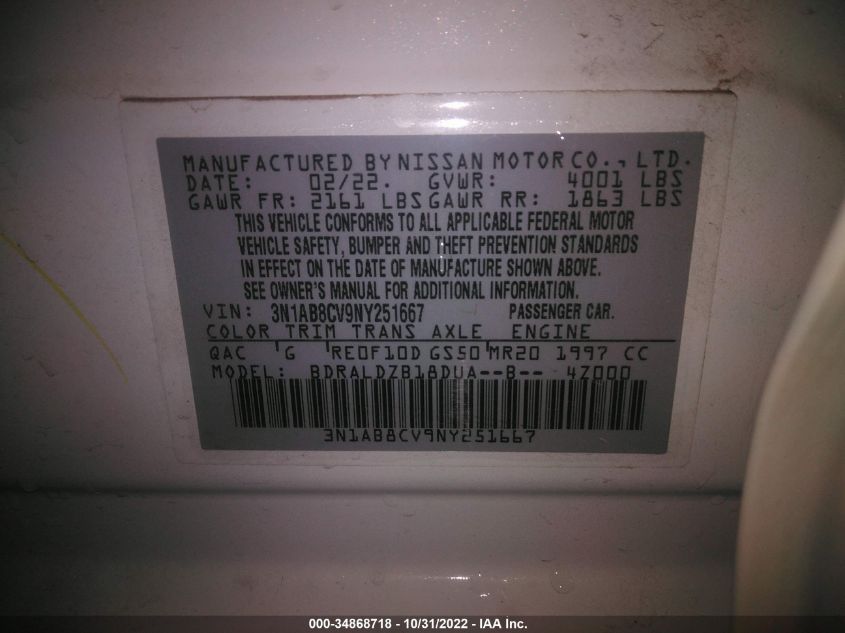 MANUFACTURED BY NISSAN MOTOR CO., LTD.
DATE: 02/22. GVWR: 4001 LBS
GAWR FR: 2161 LBS GAWR RR: 1863 LBS
THIS VEHICLE CONFORMS TO ALL APPLICABLE FEDERAL MOTOR
VEHICLE SAFETY, BUMPER AND THEFT PREVENTION STANDARDS
IN EFFECT ON THE DATE OF MANUFACTURE SHOWN ABOVE.
SEE OWNER'S MANUAL FOR ADDITIONAL INFORMATION.
VIN: 3N1AB8CV9NY251667 PASSENGER CAR.
COLOR TRIM TRANS AXLE ENGINE
QAC G RE0F10D GS50 MR20 1997 CC
MODEL: BDRALDZB18DUA--B-- 4Z000
3N1AB8CV9NY251667
000-34868718 - 10/31/2022 - IAA Inc.